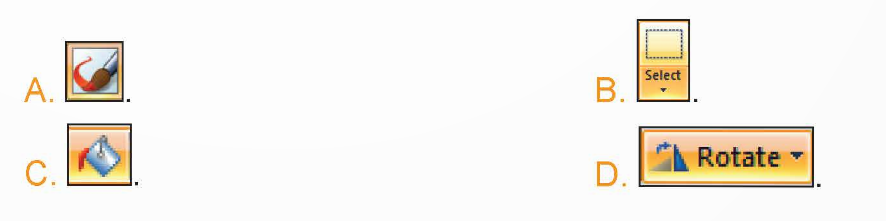 A. . B. Select .
C. . D. Rotate .